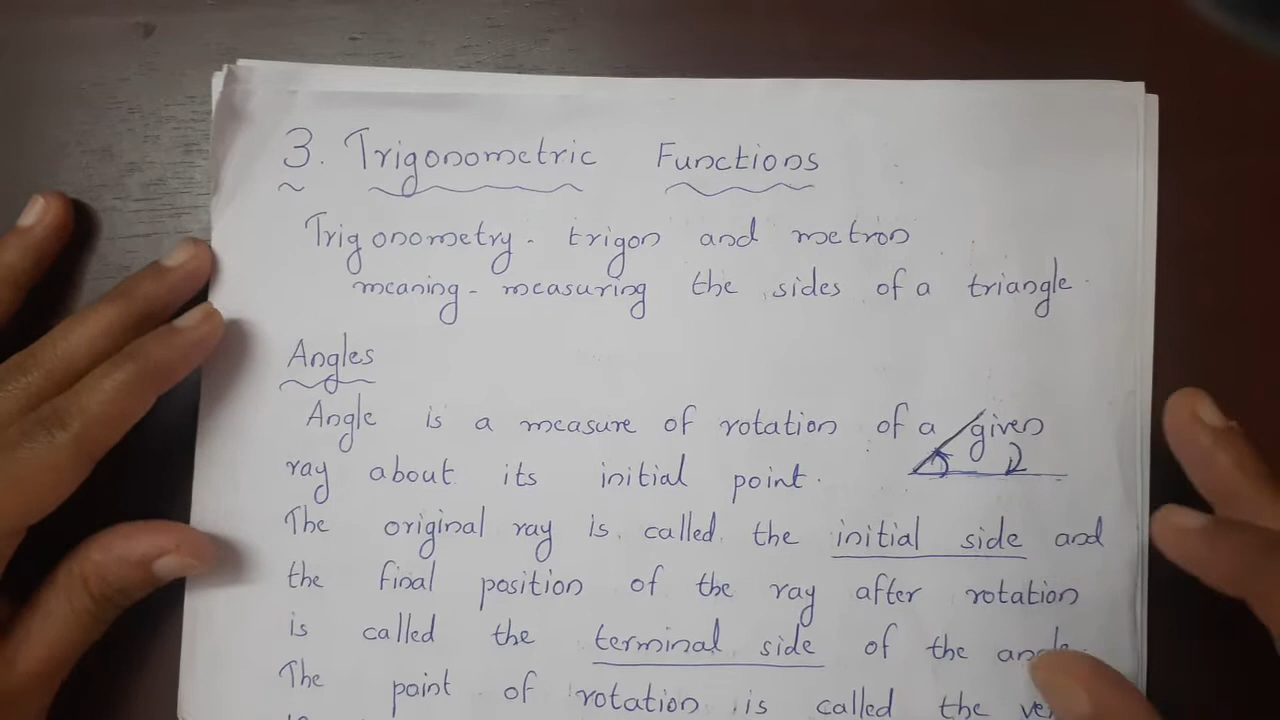 3. Trigonometric Functions
Trigonometry - trigon and metron
meaning - measuring the sides of a triangle.
Angles
Angle is a measure of rotation of a given
ray about its initial point.
The original ray is called the initial side and
the final position of the ray after rotation
is called the terminal side of the
The point of rotation is called the